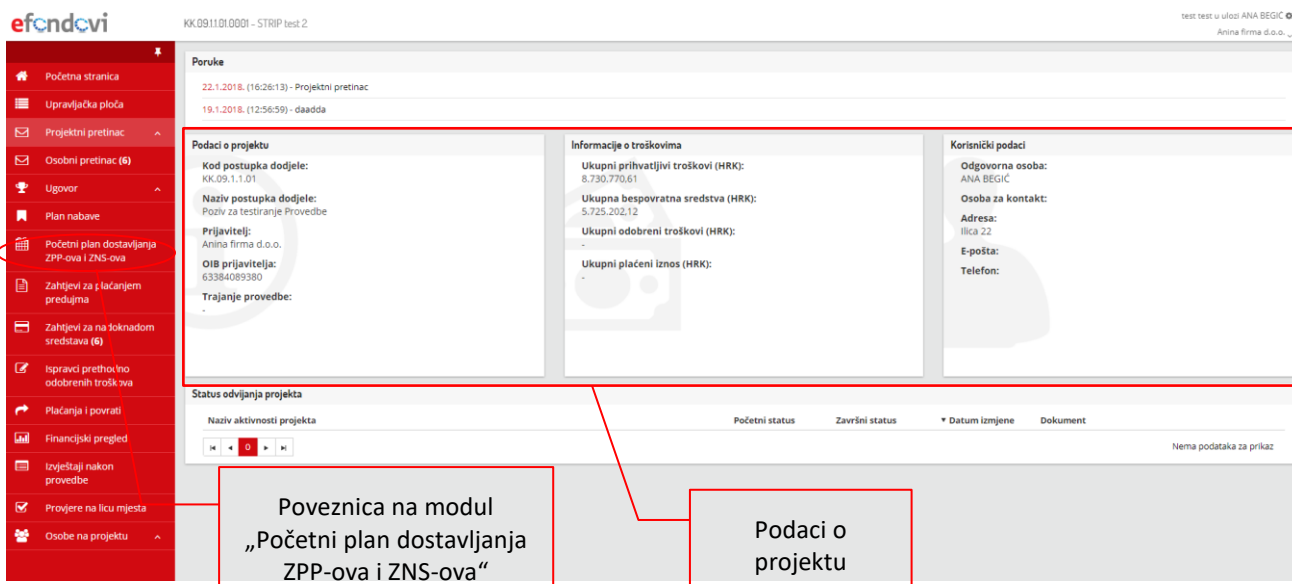 efondovi
KK.09.1.1.01.0001 - STRIP test 2
test test u ulozi ANA BEGIĆ
Anina firma d.o.o.
Početna stranica
Upravljačka ploča
Projektni pretinac
Osobni pretinac (6)
Ugovor
Plan nabave
Početni plan dostavljanja
ZPP-ova i ZNS-ova
Zahtjevi za plaćanjem
predujma
Zahtjevi za nadoknadom
sredstava (6)
Ispravci prethodno
odobrenih troškova
Plaćanja i povrati
Financijski pregled
Izvještaji nakon
provedbe
Provjere na licu mjesta
Osobe na projektu
Poruke
22.1.2018. (16:26:13) - Projektni pretinac
19.1.2018. (12:56:59) - daadda
Podaci o projektu
Kod postupka dodjele:
KK.09.1.1.01
Naziv postupka dodjele:
Poziv za testiranje Provedbe
Prijavitelj:
Anina firma d.o.o.
OIB prijavitelja:
63384089380
Trajanje provedbe:
-
Informacije o troškovima
Ukupni prihvatljivi troškovi (HRK):
8.730.770,61
Ukupna bespovratna sredstva (HRK):
5.725.202,12
Ukupni odobreni troškovi (HRK):
-
Ukupni plaćeni iznos (HRK):
-
Korisnički podaci
Odgovorna osoba:
ANA BEGIĆ
Osoba za kontakt:
Adresa:
Ilica 22
E-pošta:
Telefon:
Status odvijanja projekta
Naziv aktivnosti projekta Početni status Završni status Datum izmjene Dokument
0
Nema podataka za prikaz
Poveznica na modul
„Početni plan dostavljanja
ZPP-ova i ZNS-ova“
Podaci o
projektu